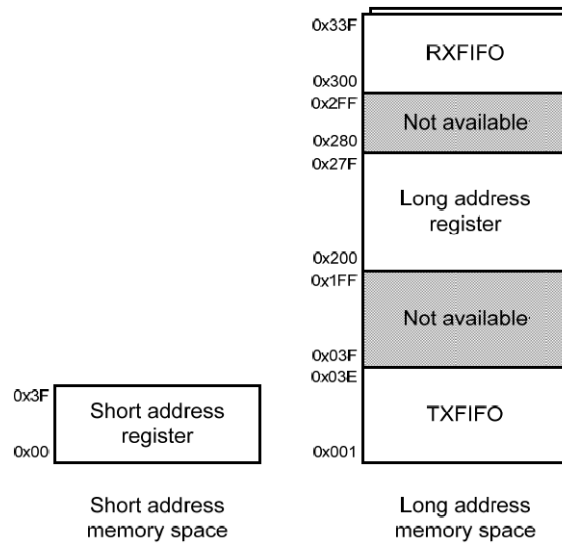 0x33F
RXFIFO
0x300
0x2FF
Not available
0x280
0x27F
Long address
register
0x200
0x1FF
Not available
0x03F
0x03E
TXFIFO
0x001
0x3F
Short address
register
0x00
Short address
memory space
Long address
memory space